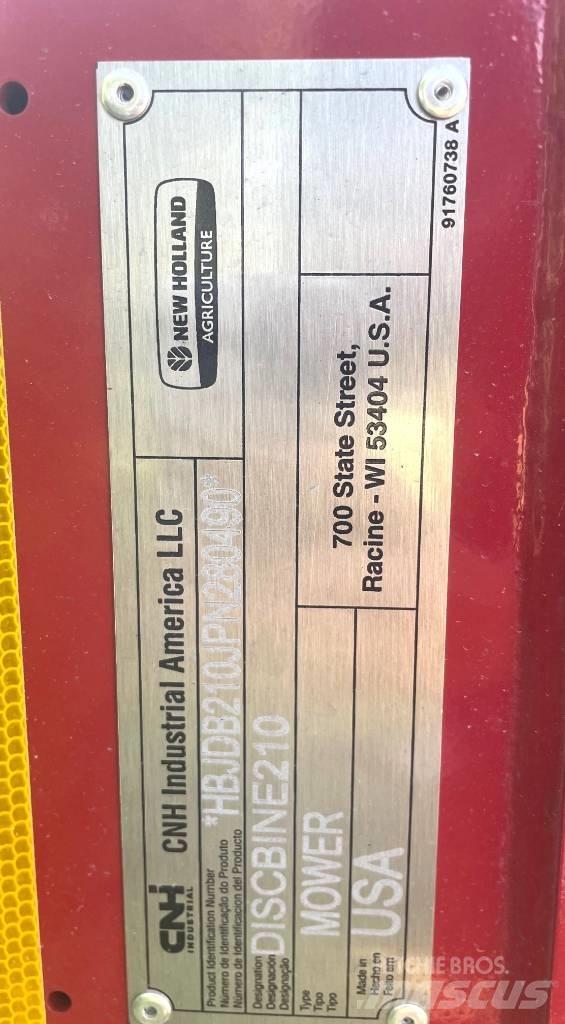 CNH
INDUSTRIAL
CNH Industrial America LLC
NEW HOLLAND
AGRICULTURE
Product Identification Number
Número de Identificação do Produto
Número de Identificación del Producto
*HBJDB210JPN280490*
Designation
Designación
Designação
DISCBINE210
Type
Tipo
Tipo
MOWER
700 State Street,
Racine - WI 53404 U.S.A.
Made in
Hecho en
Feito em
USA
91760738 A
RITCHIE BROS.
Mascus